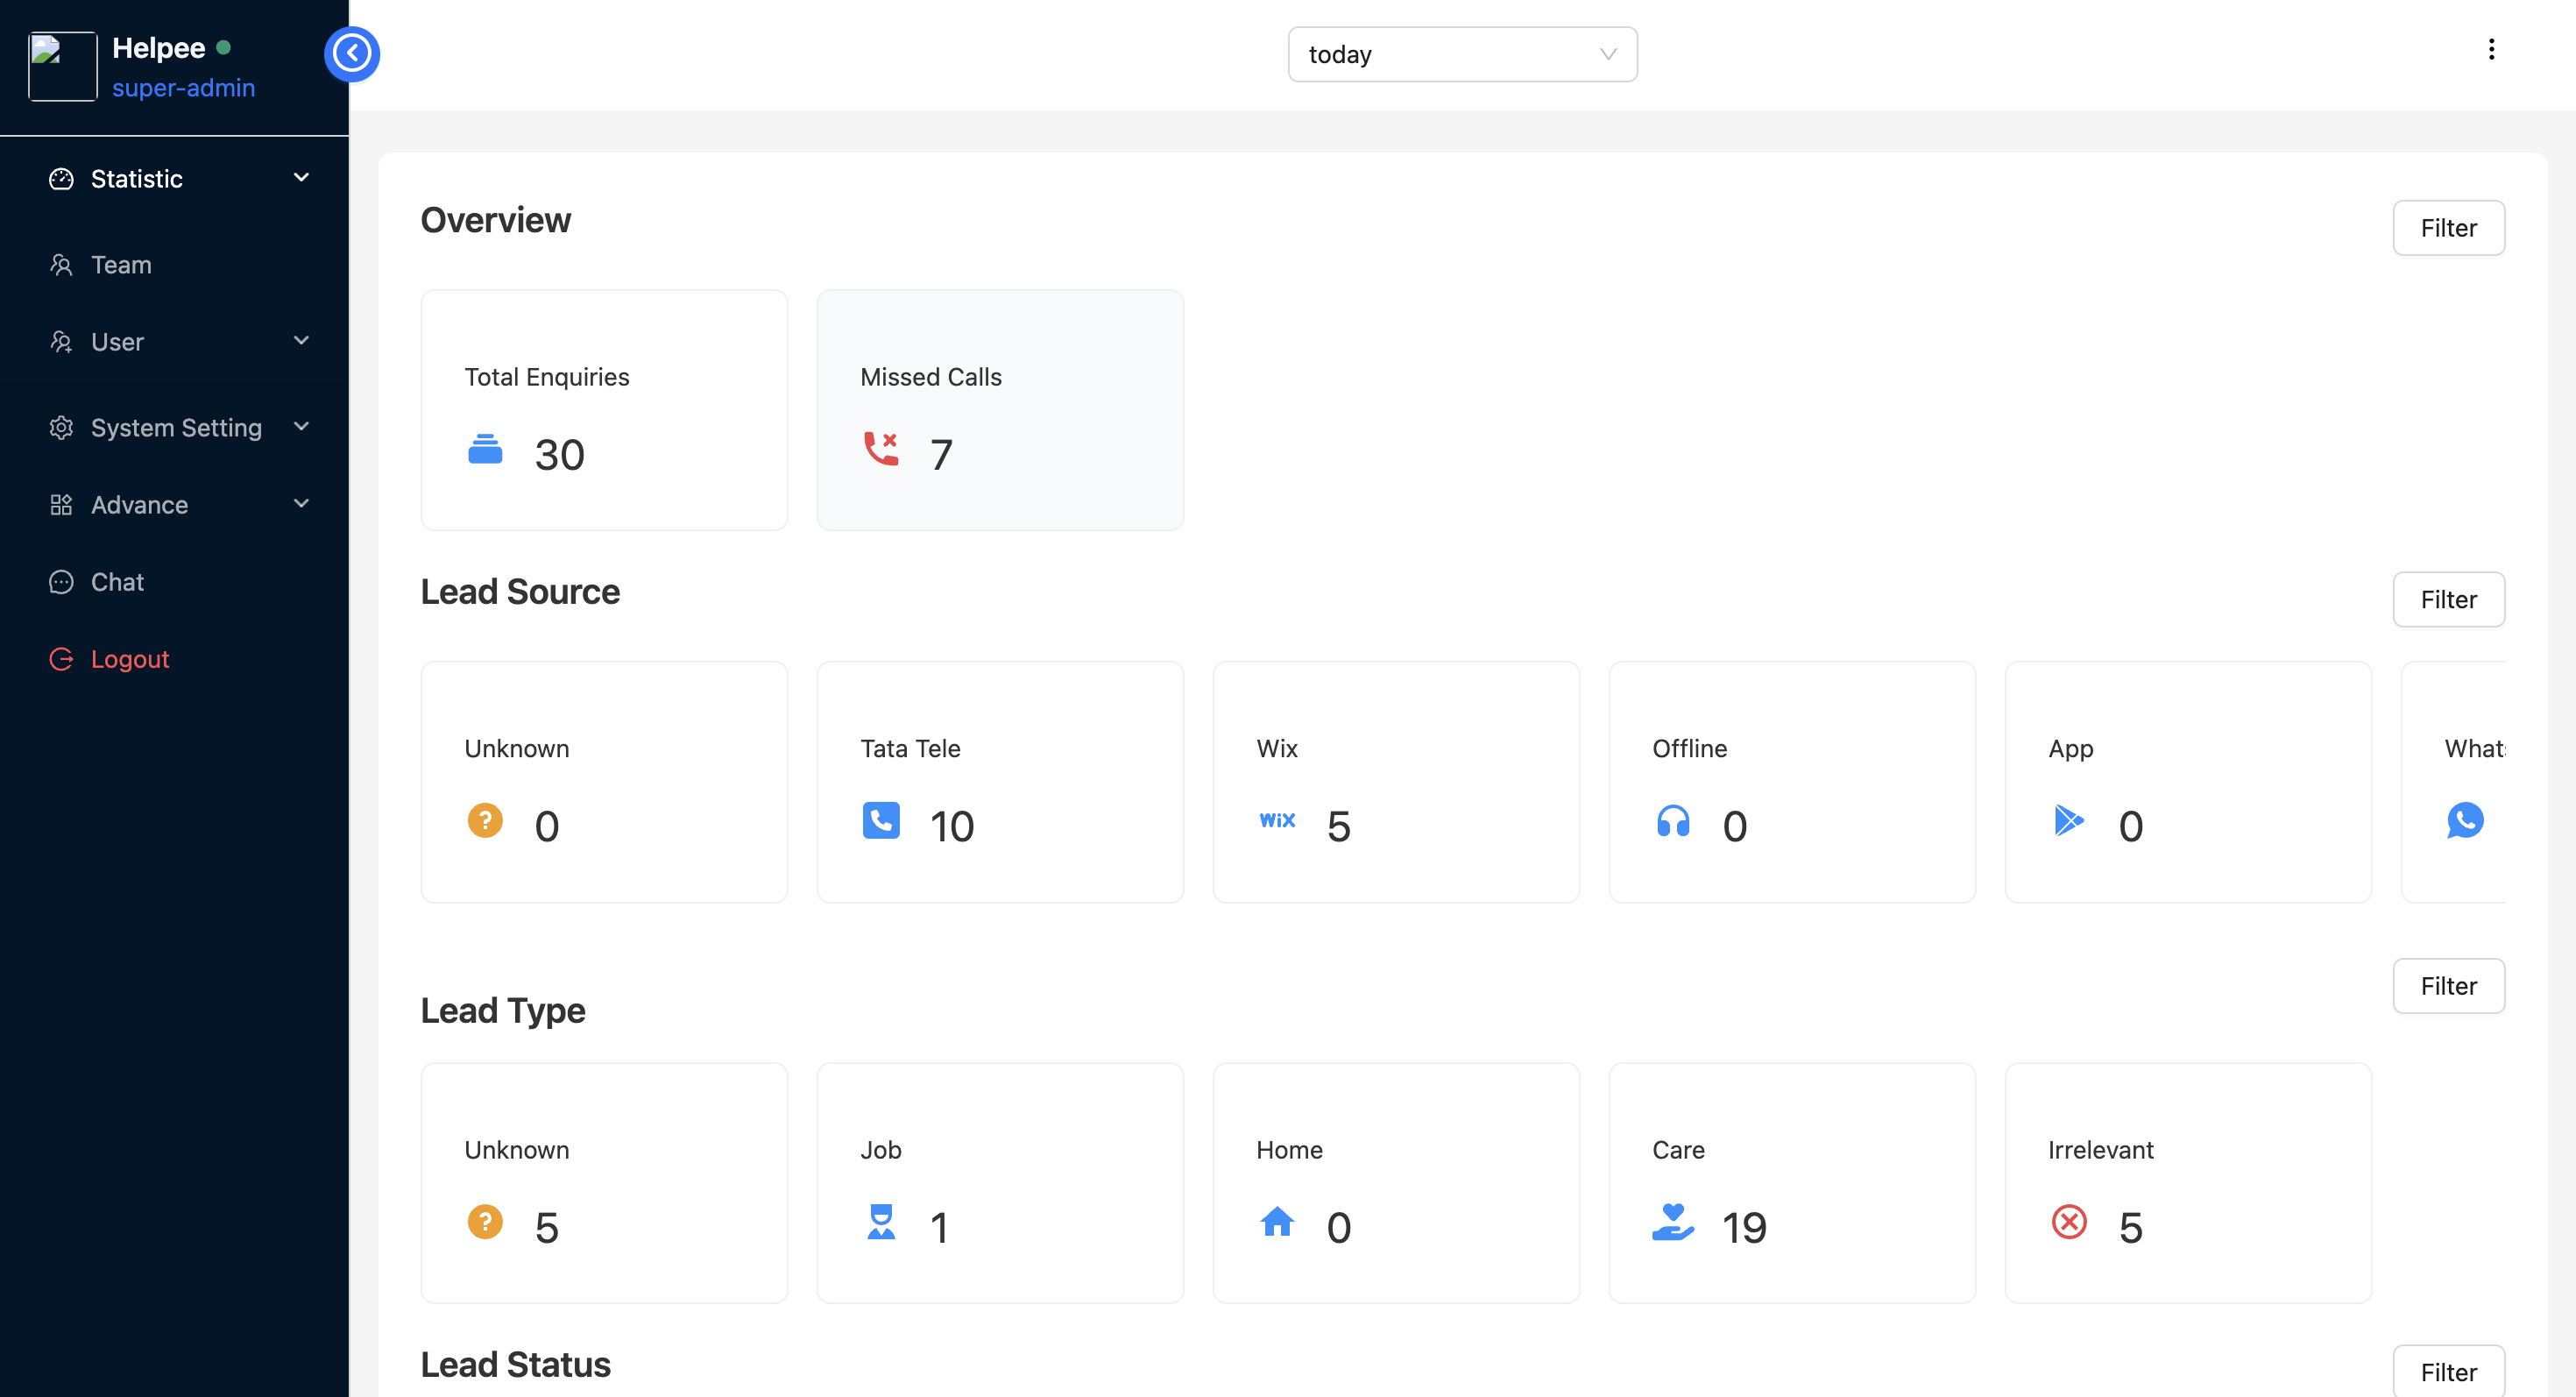 Helpee
super-admin
Statistic
Team
User
System Setting
Advance
Chat
Logout
today
Overview
Filter
Total Enquiries
30
Missed Calls
7
Lead Source
Filter
Unknown
0
Tata Tele
10
Wix
WiX
5
Offline
0
App
0
What
Lead Type
Filter
Unknown
5
Job
1
Home
0
Care
19
Irrelevant
5
Lead Status
Filter